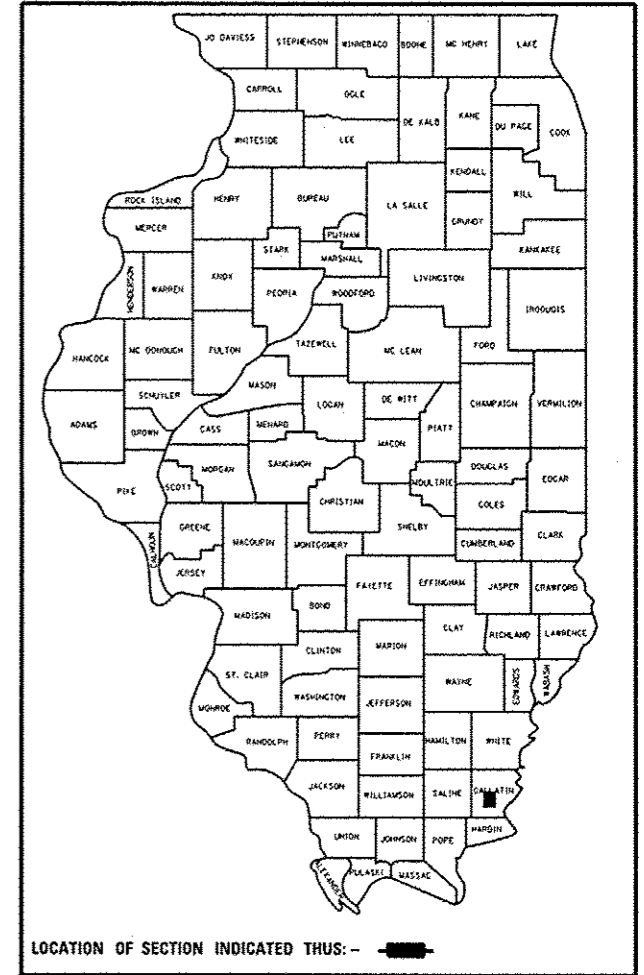 JO DAVIESS STEPHENSON WINNEBAGO BOONE MC HENRY LAKE
CARROLL OGLE DE KALB KANE DU PAGE COOK
WHITESIDE LEE KENDALL WILL
ROCK ISLAND HENRY BUREAU LA SALLE GRUNDY
MERCER STARK PUTNAM KANKAKEE
HENDERSON WARREN KNOX MARSHALL LIVINGSTON
PEORIA WOODFORD IROQUOIS
HANCOCK MC DONOUGH FULTON TAZEWELL MC LEAN FORD
SCHUYLER MASON
ADAMS BROWN CASS MENARD LOGAN DE WITT PIATT CHAMPAIGN VERMILION
MACON
PIKE SCOTT MORGAN SANGAMON MOULTRIE DOUGLAS EDGAR
CHRISTIAN COLES
CALHOUN GREENE MACOUPIN MONTGOMERY SHELBY CUMBERLAND CLARK
JERSEY
FAYETTE EFFINGHAM JASPER CRAWFORD
MADISON BOND
CLAY RICHLAND LAWRENCE
CLINTON MARION
ST. CLAIR WAYNE EDWARDS WABASH
WASHINGTON JEFFERSON
MONROE
RANDOLPH PERRY HAMILTON WHITE
FRANKLIN
JACKSON WILLIAMSON SALINE GALLATIN
UNION JOHNSON POPE HARDIN
ALEXANDER PULASKI MASSAC
LOCATION OF SECTION INDICATED THUS: -